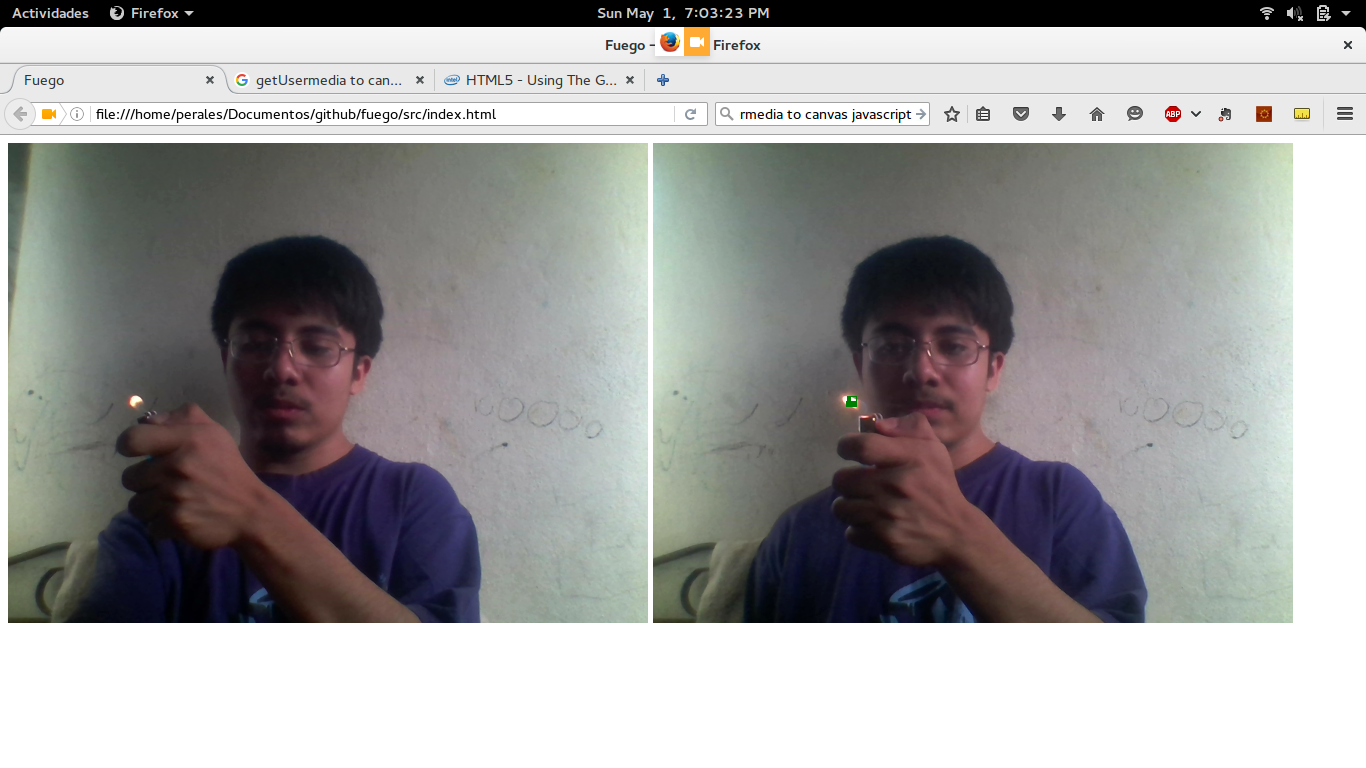 Actividades Firefox Sun May 1, 7:03:23 PM
Fuego - Firefox
Fuego getUsermedia to can... HTML5 - Using The G...
file:///home/perales/Documentos/github/fuego/src/index.html rmedia to canvas javascript ABP